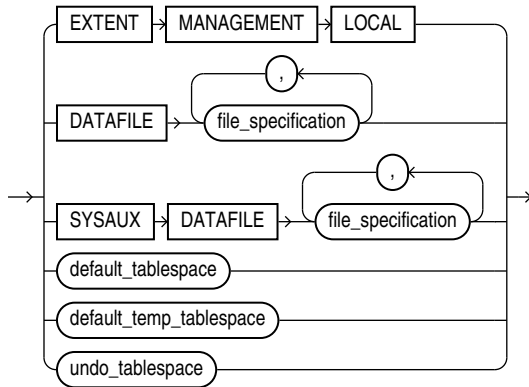 EXTENT MANAGEMENT LOCAL
,
DATAFILE file_specification
,
SYSAUX DATAFILE file_specification
default_tablespace
default_temp_tablespace
undo_tablespace